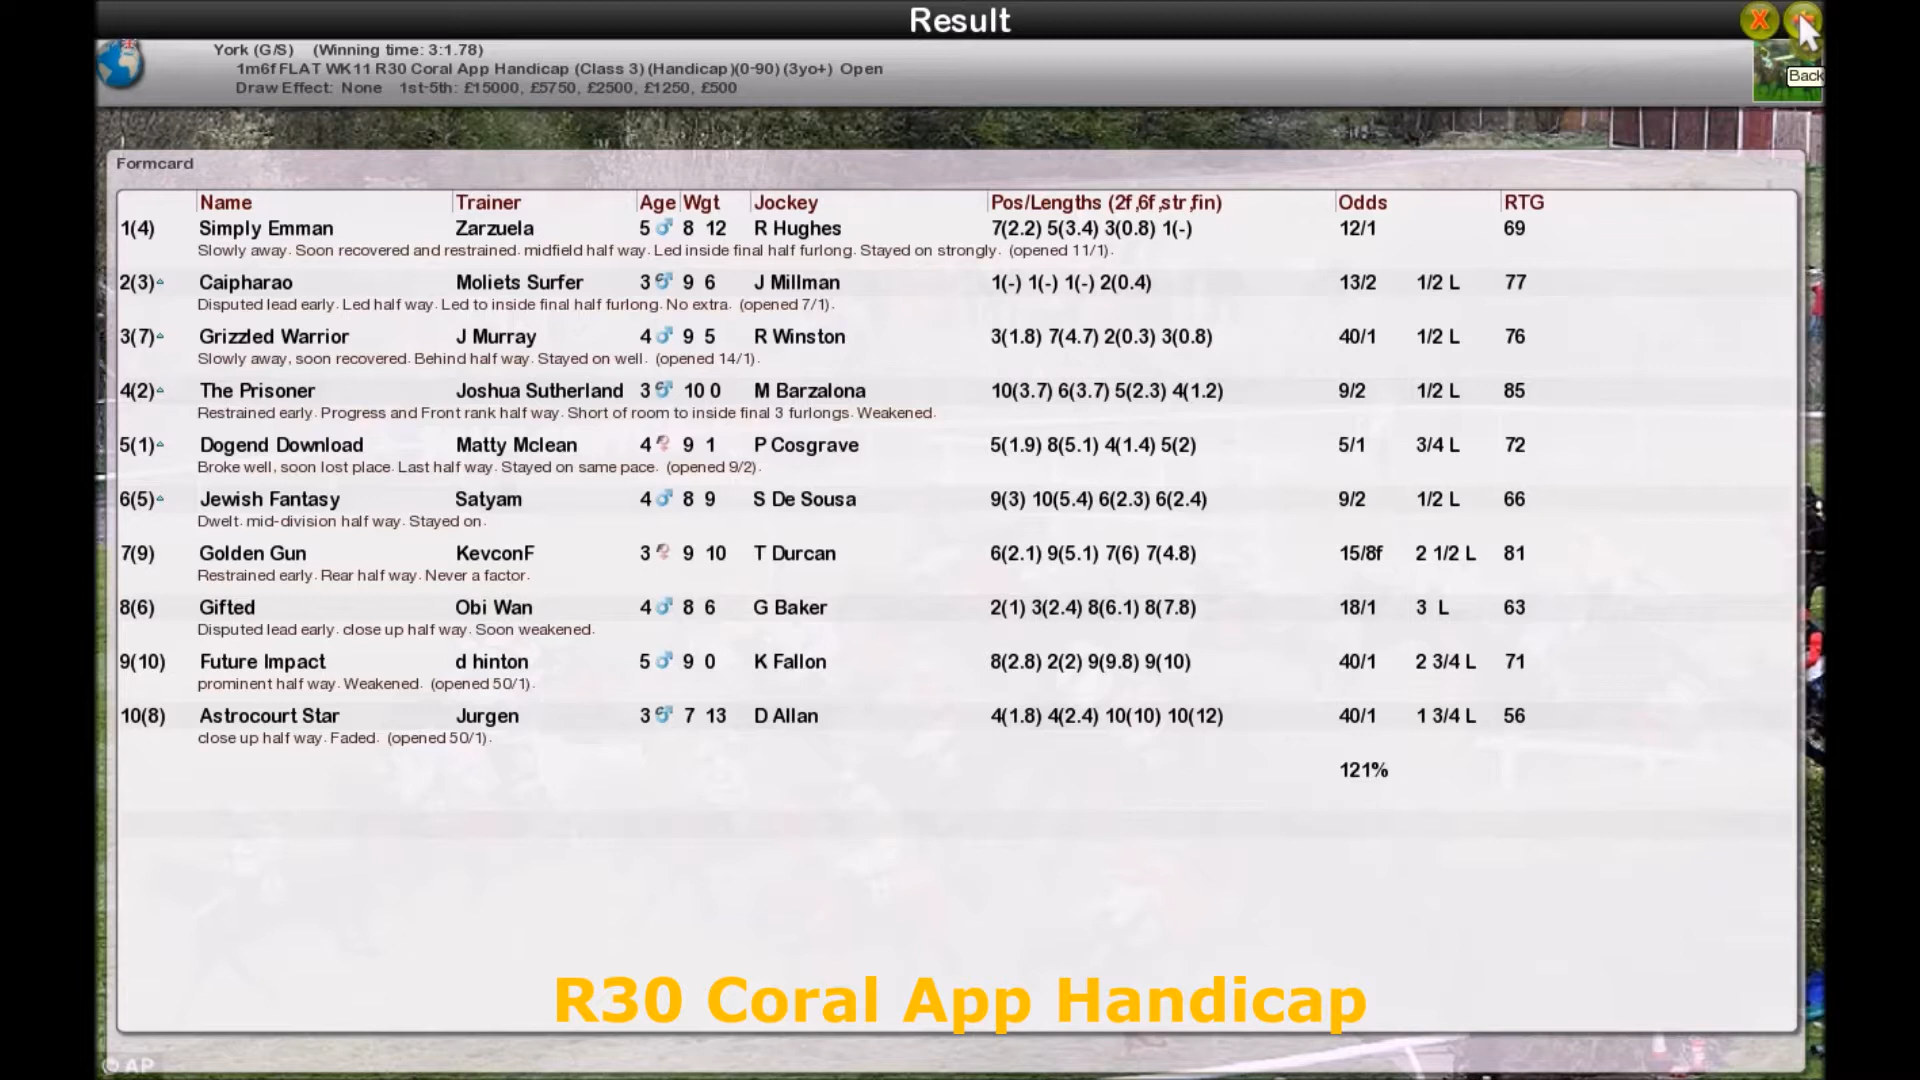 Result
York (G/S) (Winning time: 3:1.78)
1m6f FLAT WK11 R30 Coral App Handicap (Class 3) (Handicap)(0-90) (3yo+) Open
Draw Effect: None 1st-5th: £15000, £5750, £2500, £1250, £500
Back
Formcard
Name Trainer Age Wgt Jockey Pos/Lengths (2f,6f,str,fin) Odds RTG
1(4) Simply Emman Zarzuela 5 8 12 R Hughes 7(2.2) 5(3.4) 3(0.8) 1(-) 12/1 69
Slowly away. Soon recovered and restrained. midfield half way. Led inside final half furlong. Stayed on strongly. (opened 11/1).
2(3) Caipharao Moliets Surfer 3 9 6 J Millman 1(-) 1(-) 1(-) 2(0.4) 13/2 1/2 L 77
Disputed lead early. Led half way. Led to inside final half furlong. No extra. (opened 7/1).
3(7) Grizzled Warrior J Murray 4 9 5 R Winston 3(1.8) 7(4.7) 2(0.3) 3(0.8) 40/1 1/2 L 76
Slowly away, soon recovered. Behind half way. Stayed on well. (opened 14/1).
4(2) The Prisoner Joshua Sutherland 3 10 0 M Barzalona 10(3.7) 6(3.7) 5(2.3) 4(1.2) 9/2 1/2 L 85
Restrained early. Progress and Front rank half way. Short of room to inside final 3 furlongs. Weakened.
5(1) Dogend Download Matty Mclean 4 9 1 P Cosgrave 5(1.9) 8(5.1) 4(1.4) 5(2) 5/1 3/4 L 72
Broke well, soon lost place. Last half way. Stayed on same pace. (opened 9/2).
6(5) Jewish Fantasy Satyam 4 8 9 S De Sousa 9(3) 10(5.4) 6(2.3) 6(2.4) 9/2 1/2 L 66
Dwelt. mid-division half way. Stayed on.
7(9) Golden Gun KevconF 3 9 10 T Durcan 6(2.1) 9(5.1) 7(6) 7(4.8) 15/8f 2 1/2 L 81
Restrained early. Rear half way. Never a factor.
8(6) Gifted Obi Wan 4 8 6 G Baker 2(1) 3(2.4) 8(6.1) 8(7.8) 18/1 3 L 63
Disputed lead early. close up half way. Soon weakened.
9(10) Future Impact d hinton 5 9 0 K Fallon 8(2.8) 2(2) 9(9.8) 9(10) 40/1 2 3/4 L 71
prominent half way. Weakened. (opened 50/1).
10(8) Astrocourt Star Jurgen 3 7 13 D Allan 4(1.8) 4(2.4) 10(10) 10(12) 40/1 1 3/4 L 56
close up half way. Faded. (opened 50/1).
121%
R30 Coral App Handicap
© AP